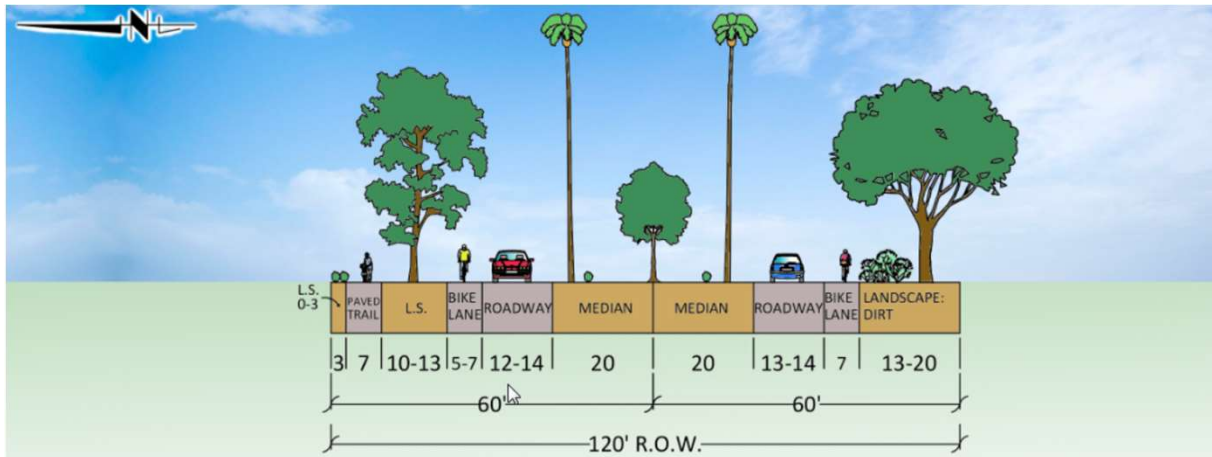 N
L.S.
0-3
PAVED
TRAIL
L.S.
BIKE
LANE
ROADWAY
MEDIAN
MEDIAN
ROADWAY
BIKE
LANE
LANDSCAPE:
DIRT
3 7 10-13 5-7 12-14 20 20 13-14 7 13-20
60' 60'
120' R.O.W.